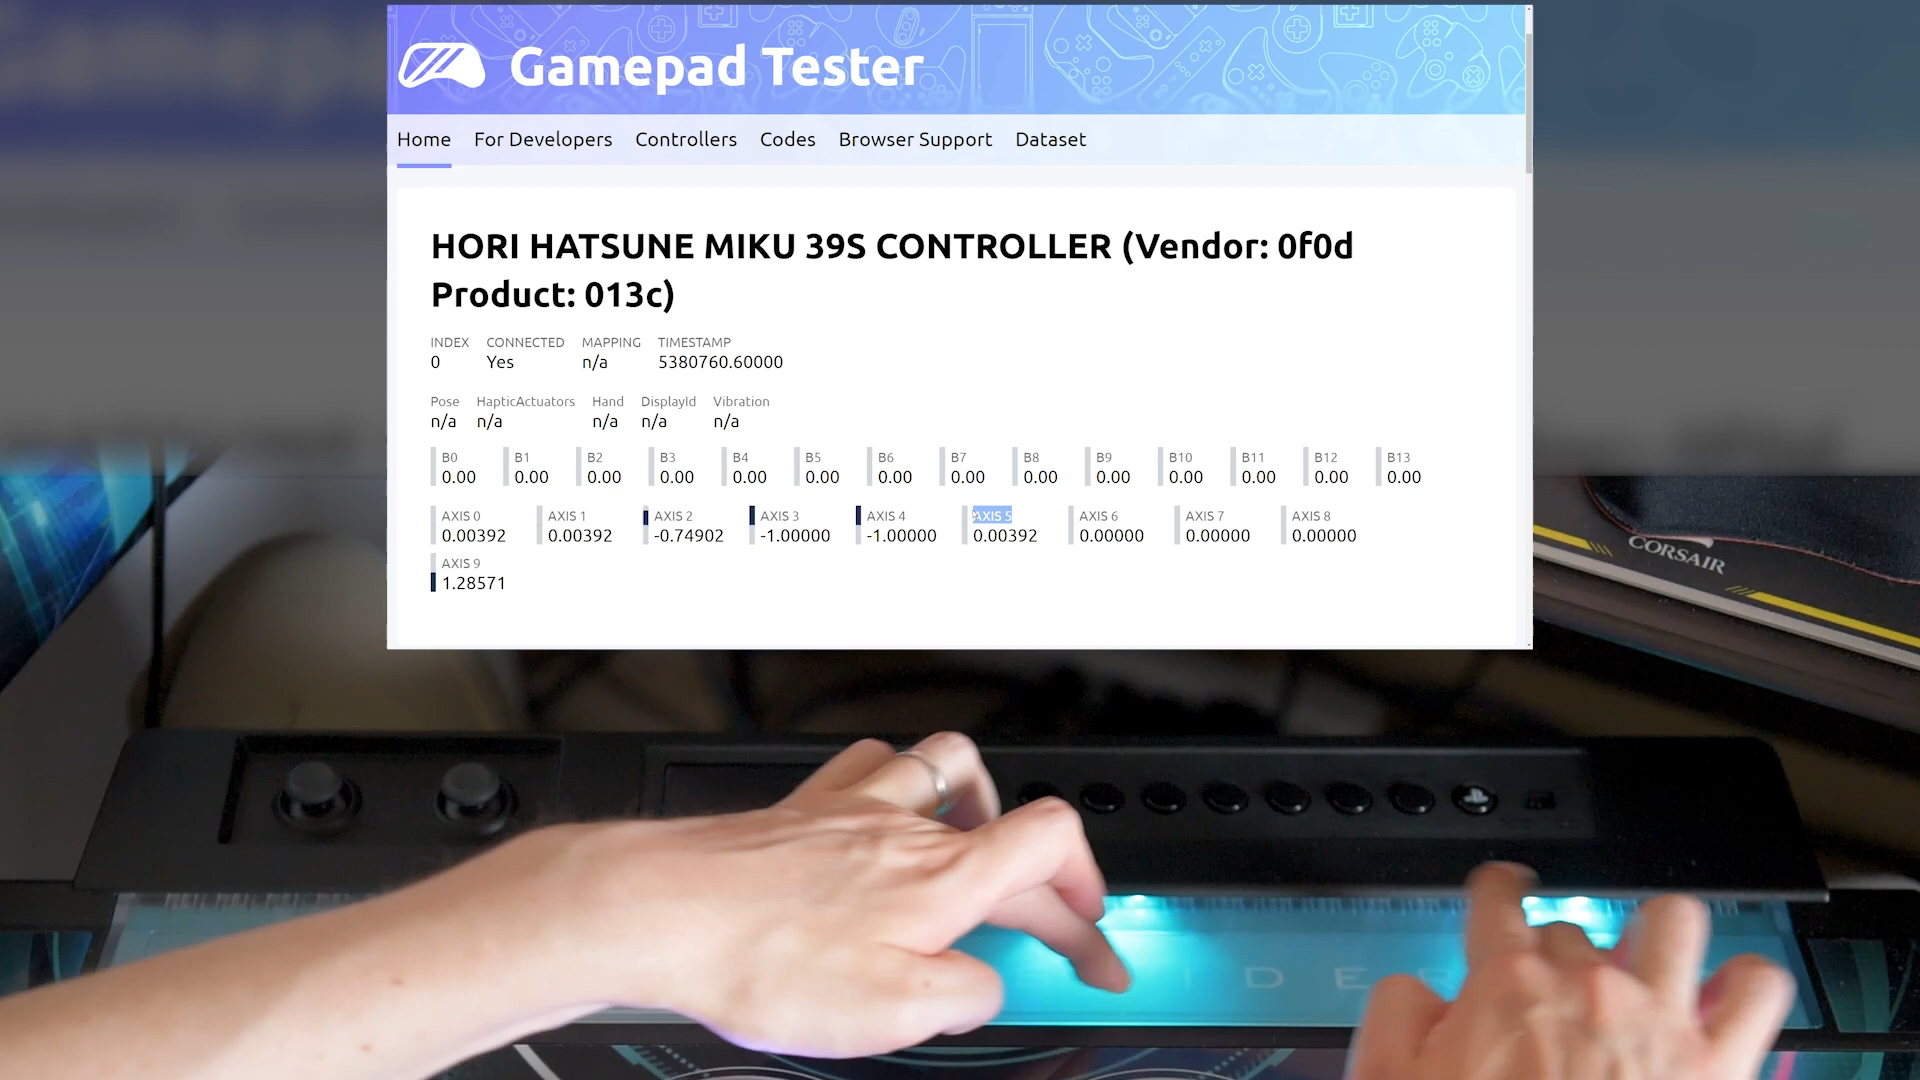 Gamepad Tester
Home For Developers Controllers Codes Browser Support Dataset
HORI HATSUNE MIKU 39S CONTROLLER (Vendor: 0f0d
Product: 013c)
INDEX CONNECTED MAPPING TIMESTAMP
0 Yes n/a 5380760.60000
Pose HapticActuators Hand DisplayId Vibration
n/a n/a n/a n/a n/a
B0 B1 B2 B3 B4 B5 B6 B7 B8 B9 B10 B11 B12 B13
0.00 0.00 0.00 0.00 0.00 0.00 0.00 0.00 0.00 0.00 0.00 0.00 0.00 0.00
AXIS 0 AXIS 1 AXIS 2 AXIS 3 AXIS 4 AXIS 5 AXIS 6 AXIS 7 AXIS 8
0.00392 0.00392 -0.74902 -1.00000 -1.00000 0.00392 0.00000 0.00000 0.00000
AXIS 9
1.28571
CORSAIR
I D E R